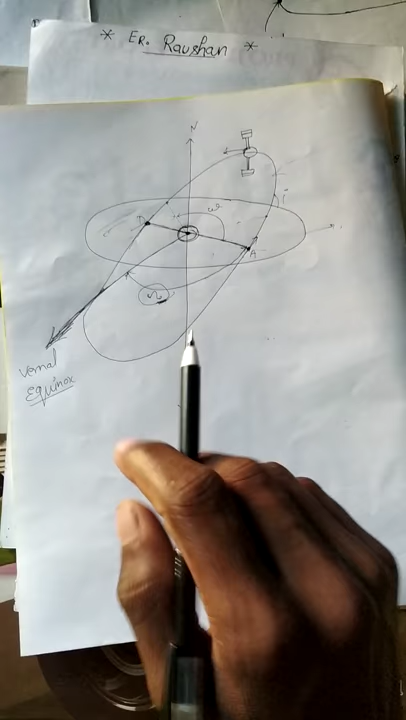 * ER. Raushan *
N
ω
i
D
A
Ω
Vernal
Equinox